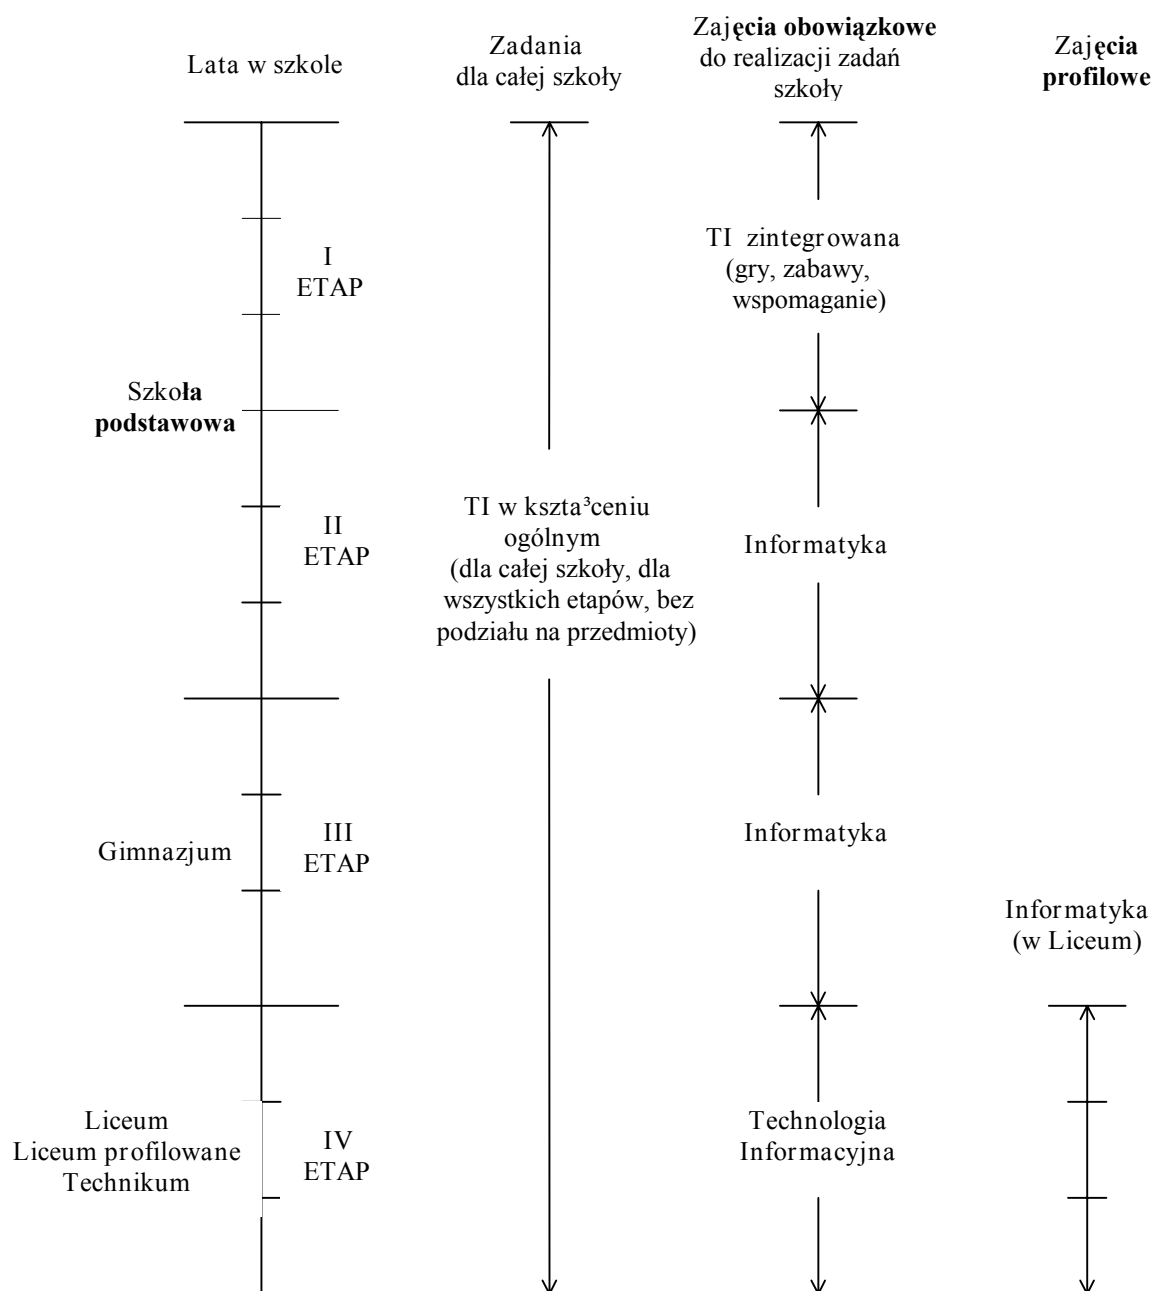 Lata w szkole
Zadania
dla całej szkoły
Zajęcia obowiązkowe
do realizacji zadań
szkoły
Zajęcia
profilowe
I
ETAP
TI zintegrowana
(gry, zabawy,
wspomaganie)
Szkoła
podstawowa
II
ETAP
TI w kszta³ceniu
ogólnym
(dla całej szkoły, dla
wszystkich etapów, bez
podziału na przedmioty)
Informatyka
Gimnazjum
III
ETAP
Informatyka
Informatyka
(w Liceum)
Liceum
Liceum profilowane
Technikum
IV
ETAP
Technologia
Informacyjna